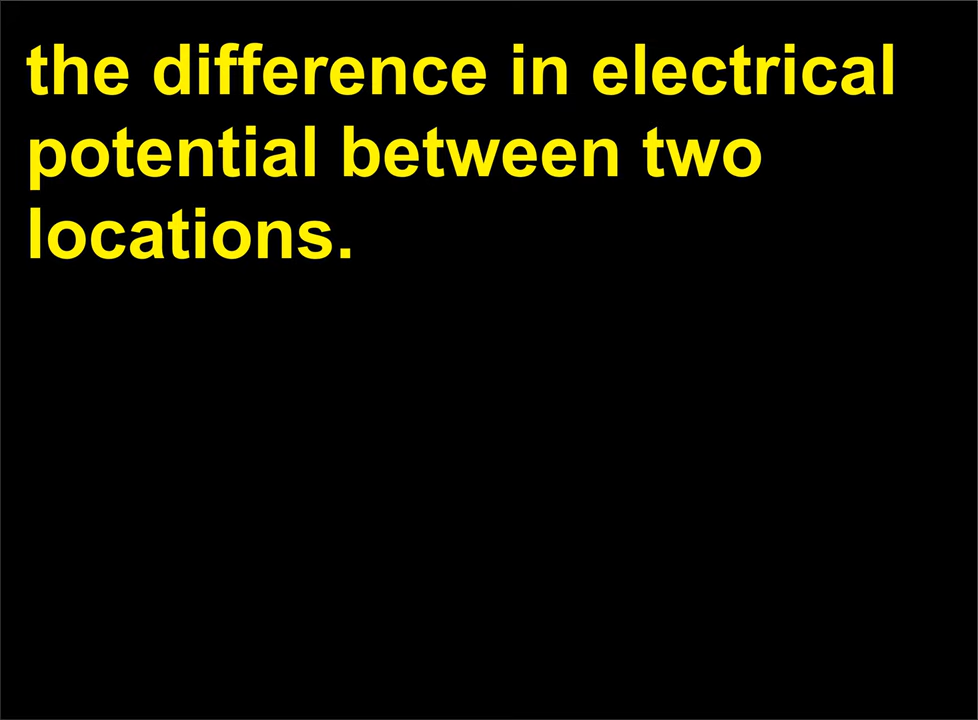 the difference in electrical
potential between two
locations.